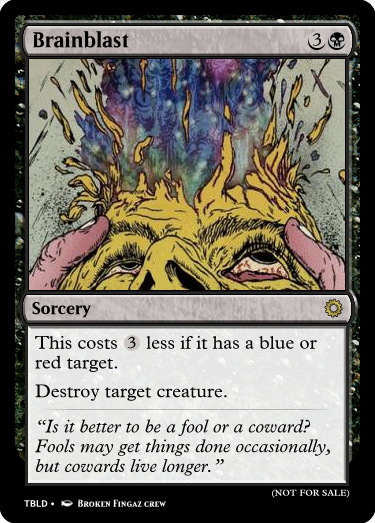 Brainblast 3
Sorcery
This costs 3 less if it has a blue or
red target.
Destroy target creature.
“Is it better to be a fool or a coward?
Fools may get things done occasionally,
but cowards live longer.”
(NOT FOR SALE)
TBLD • Broken Fingaz crew